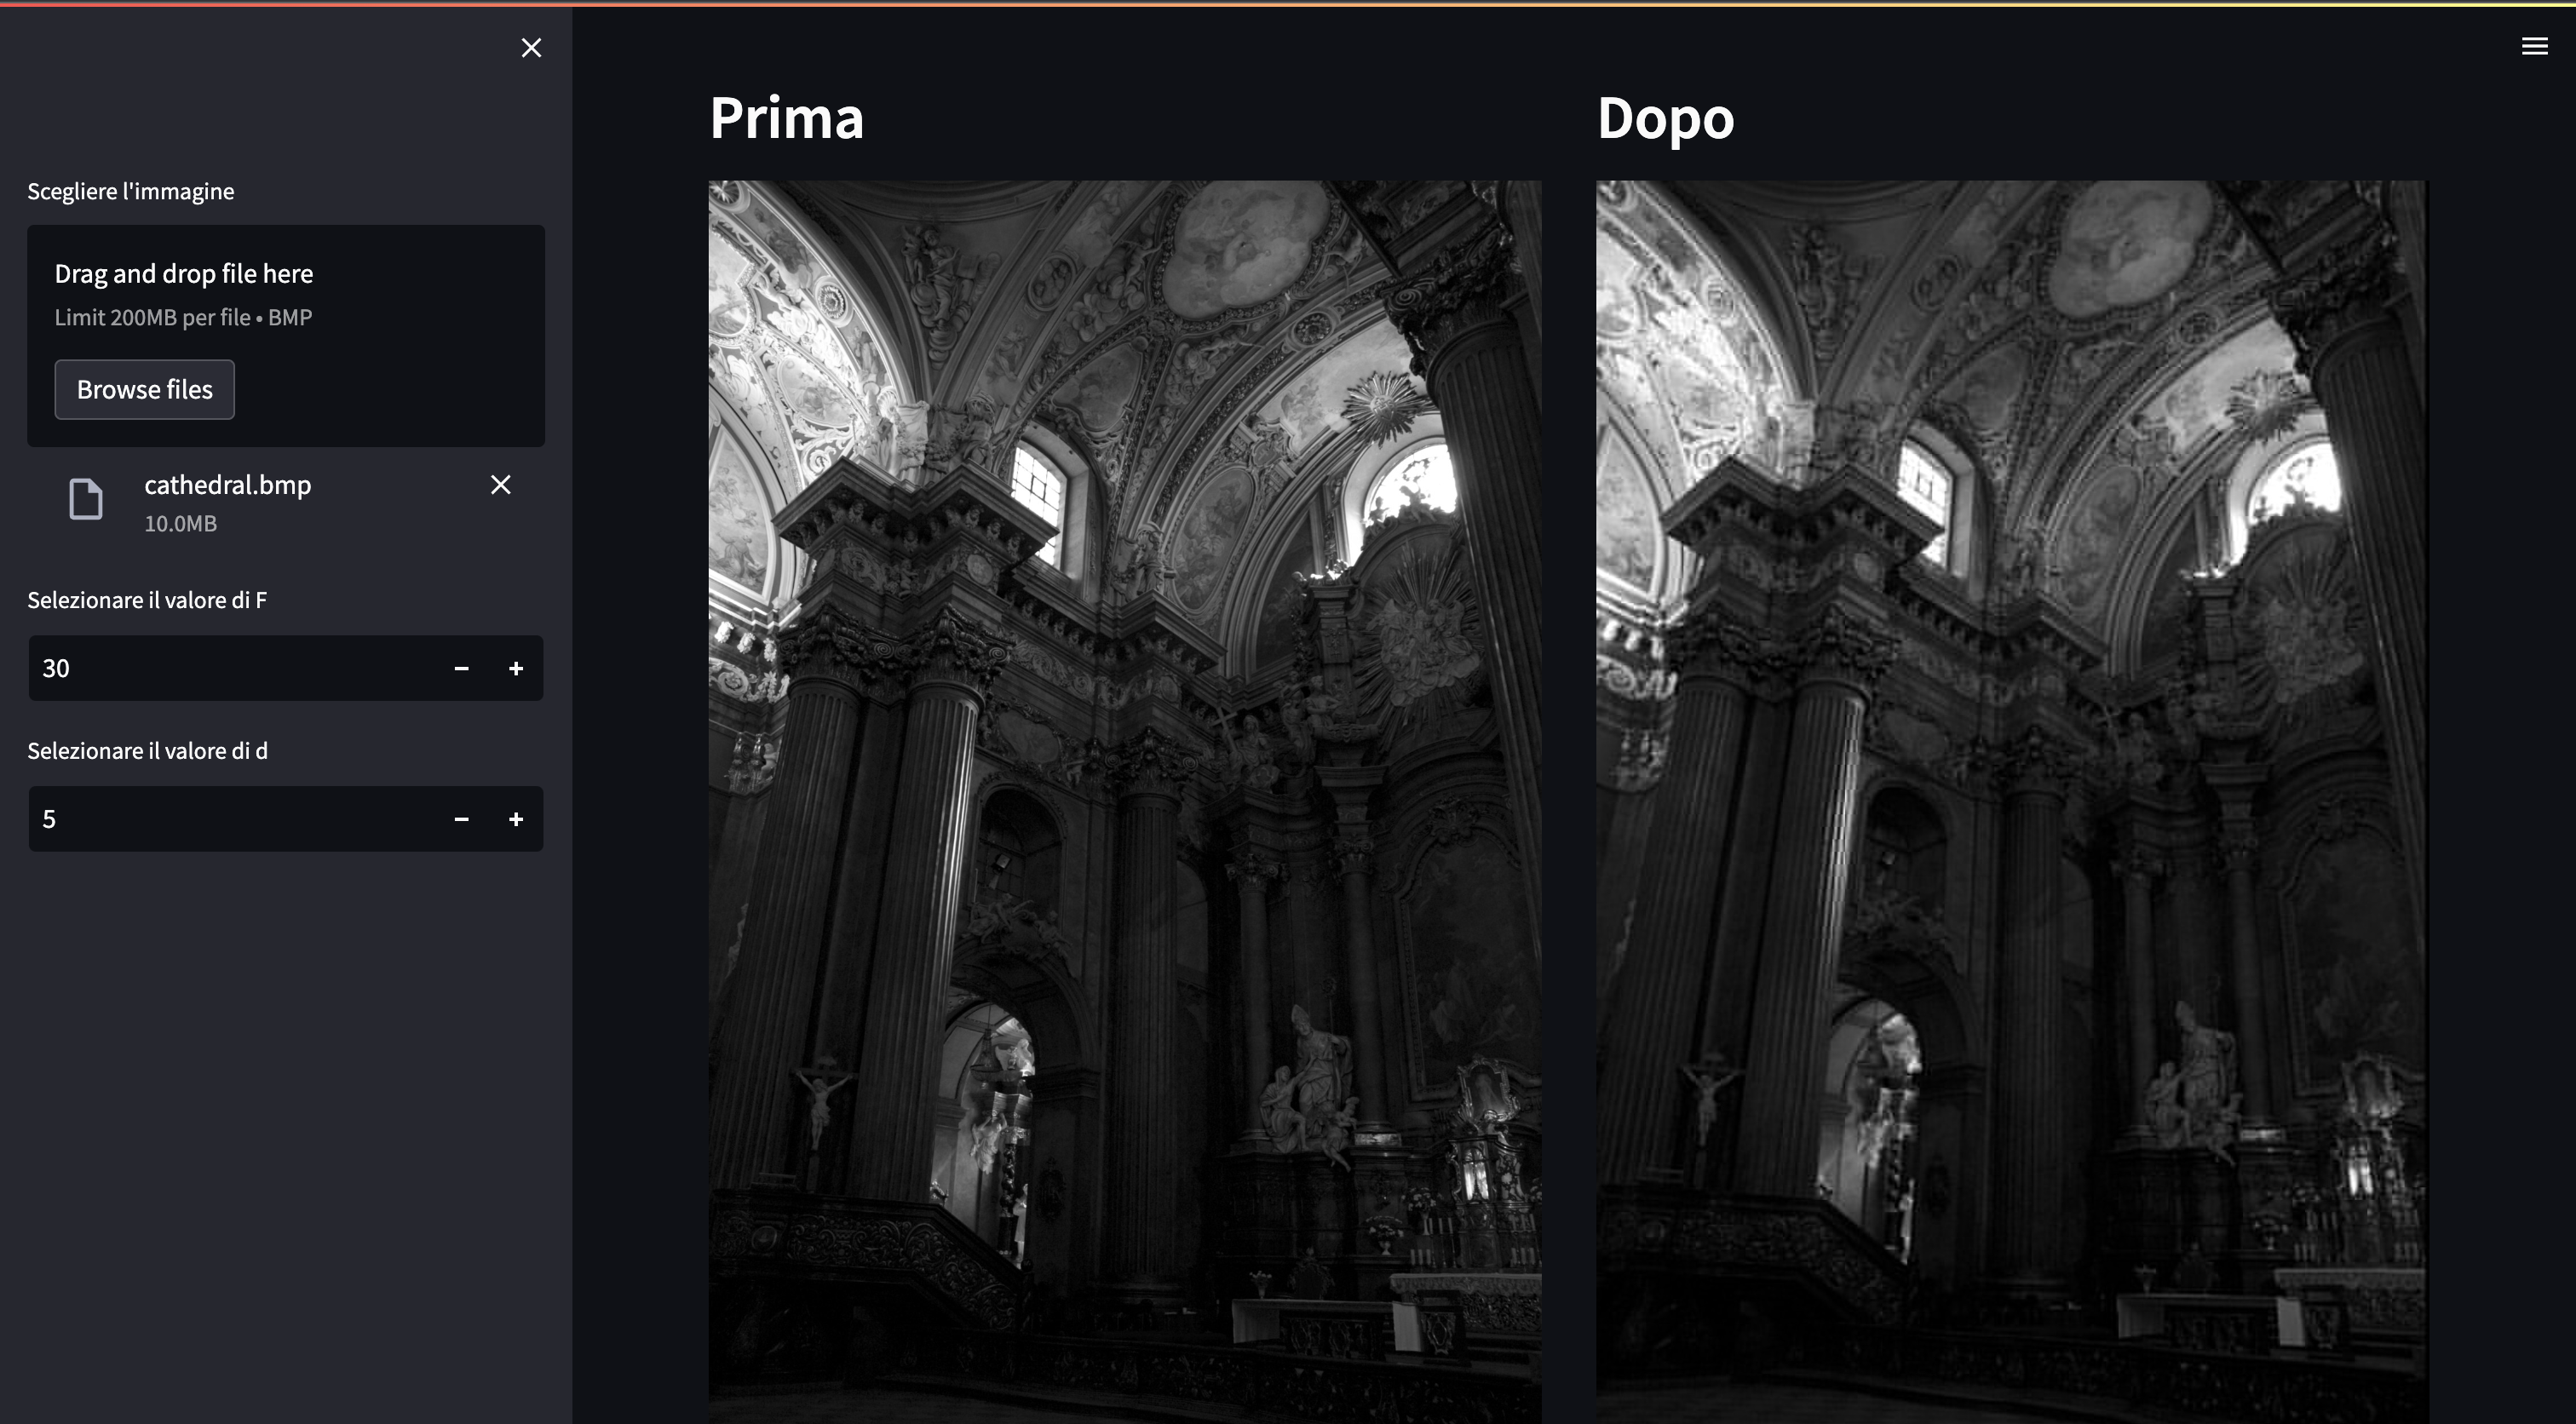 Scegliere l'immagine
Drag and drop file here
Limit 200MB per file • BMP
Browse files
cathedral.bmp
10.0MB
Selezionare il valore di F
30
Selezionare il valore di d
5
Prima
Dopo